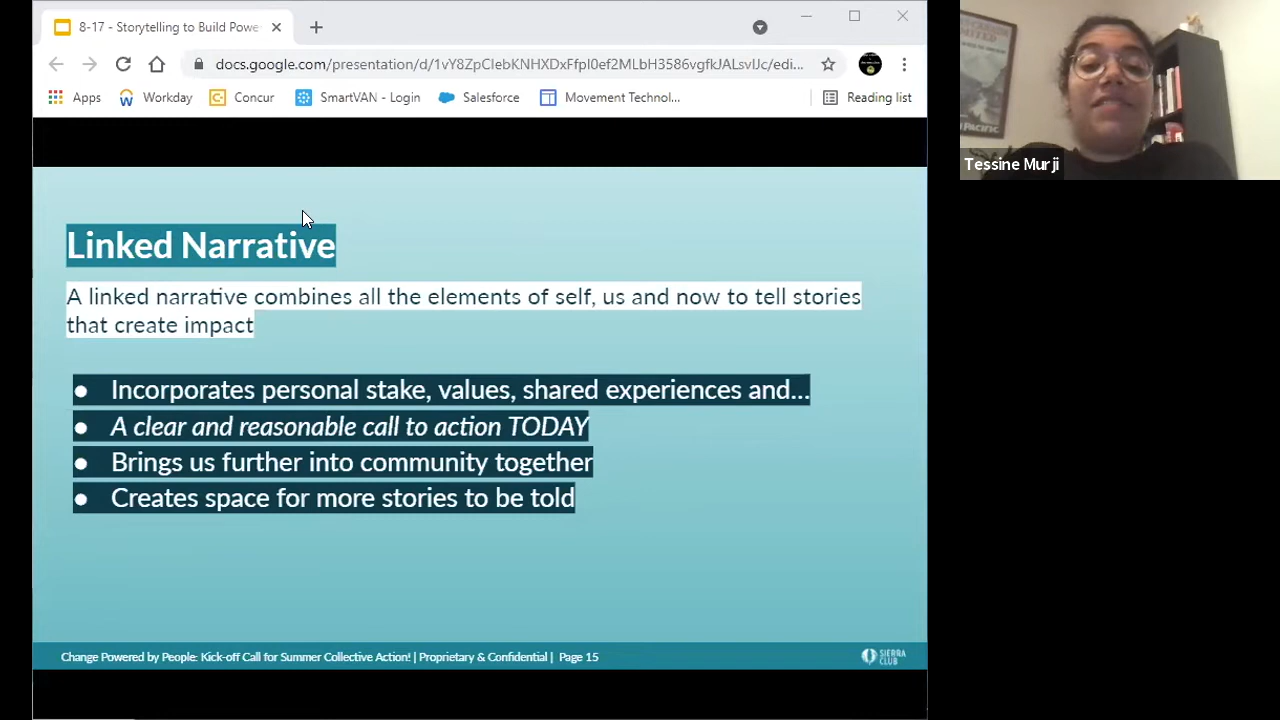 8-17 - Storytelling to Build Powe
docs.google.com/presentation/d/1vY8ZpClebKNHXDxFfpl0ef2MLbH3586vgfkJALsvlJc/edi...
Apps Workday Concur SmartVAN - Login Salesforce Movement Technol... Reading list
Linked Narrative
A linked narrative combines all the elements of self, us and now to tell stories
that create impact
● Incorporates personal stake, values, shared experiences and...
● A clear and reasonable call to action TODAY
● Brings us further into community together
● Creates space for more stories to be told
Change Powered by People: Kick-off Call for Summer Collective Action! | Proprietary & Confidential | Page 15
SIERRA
CLUB
Tessine Murji